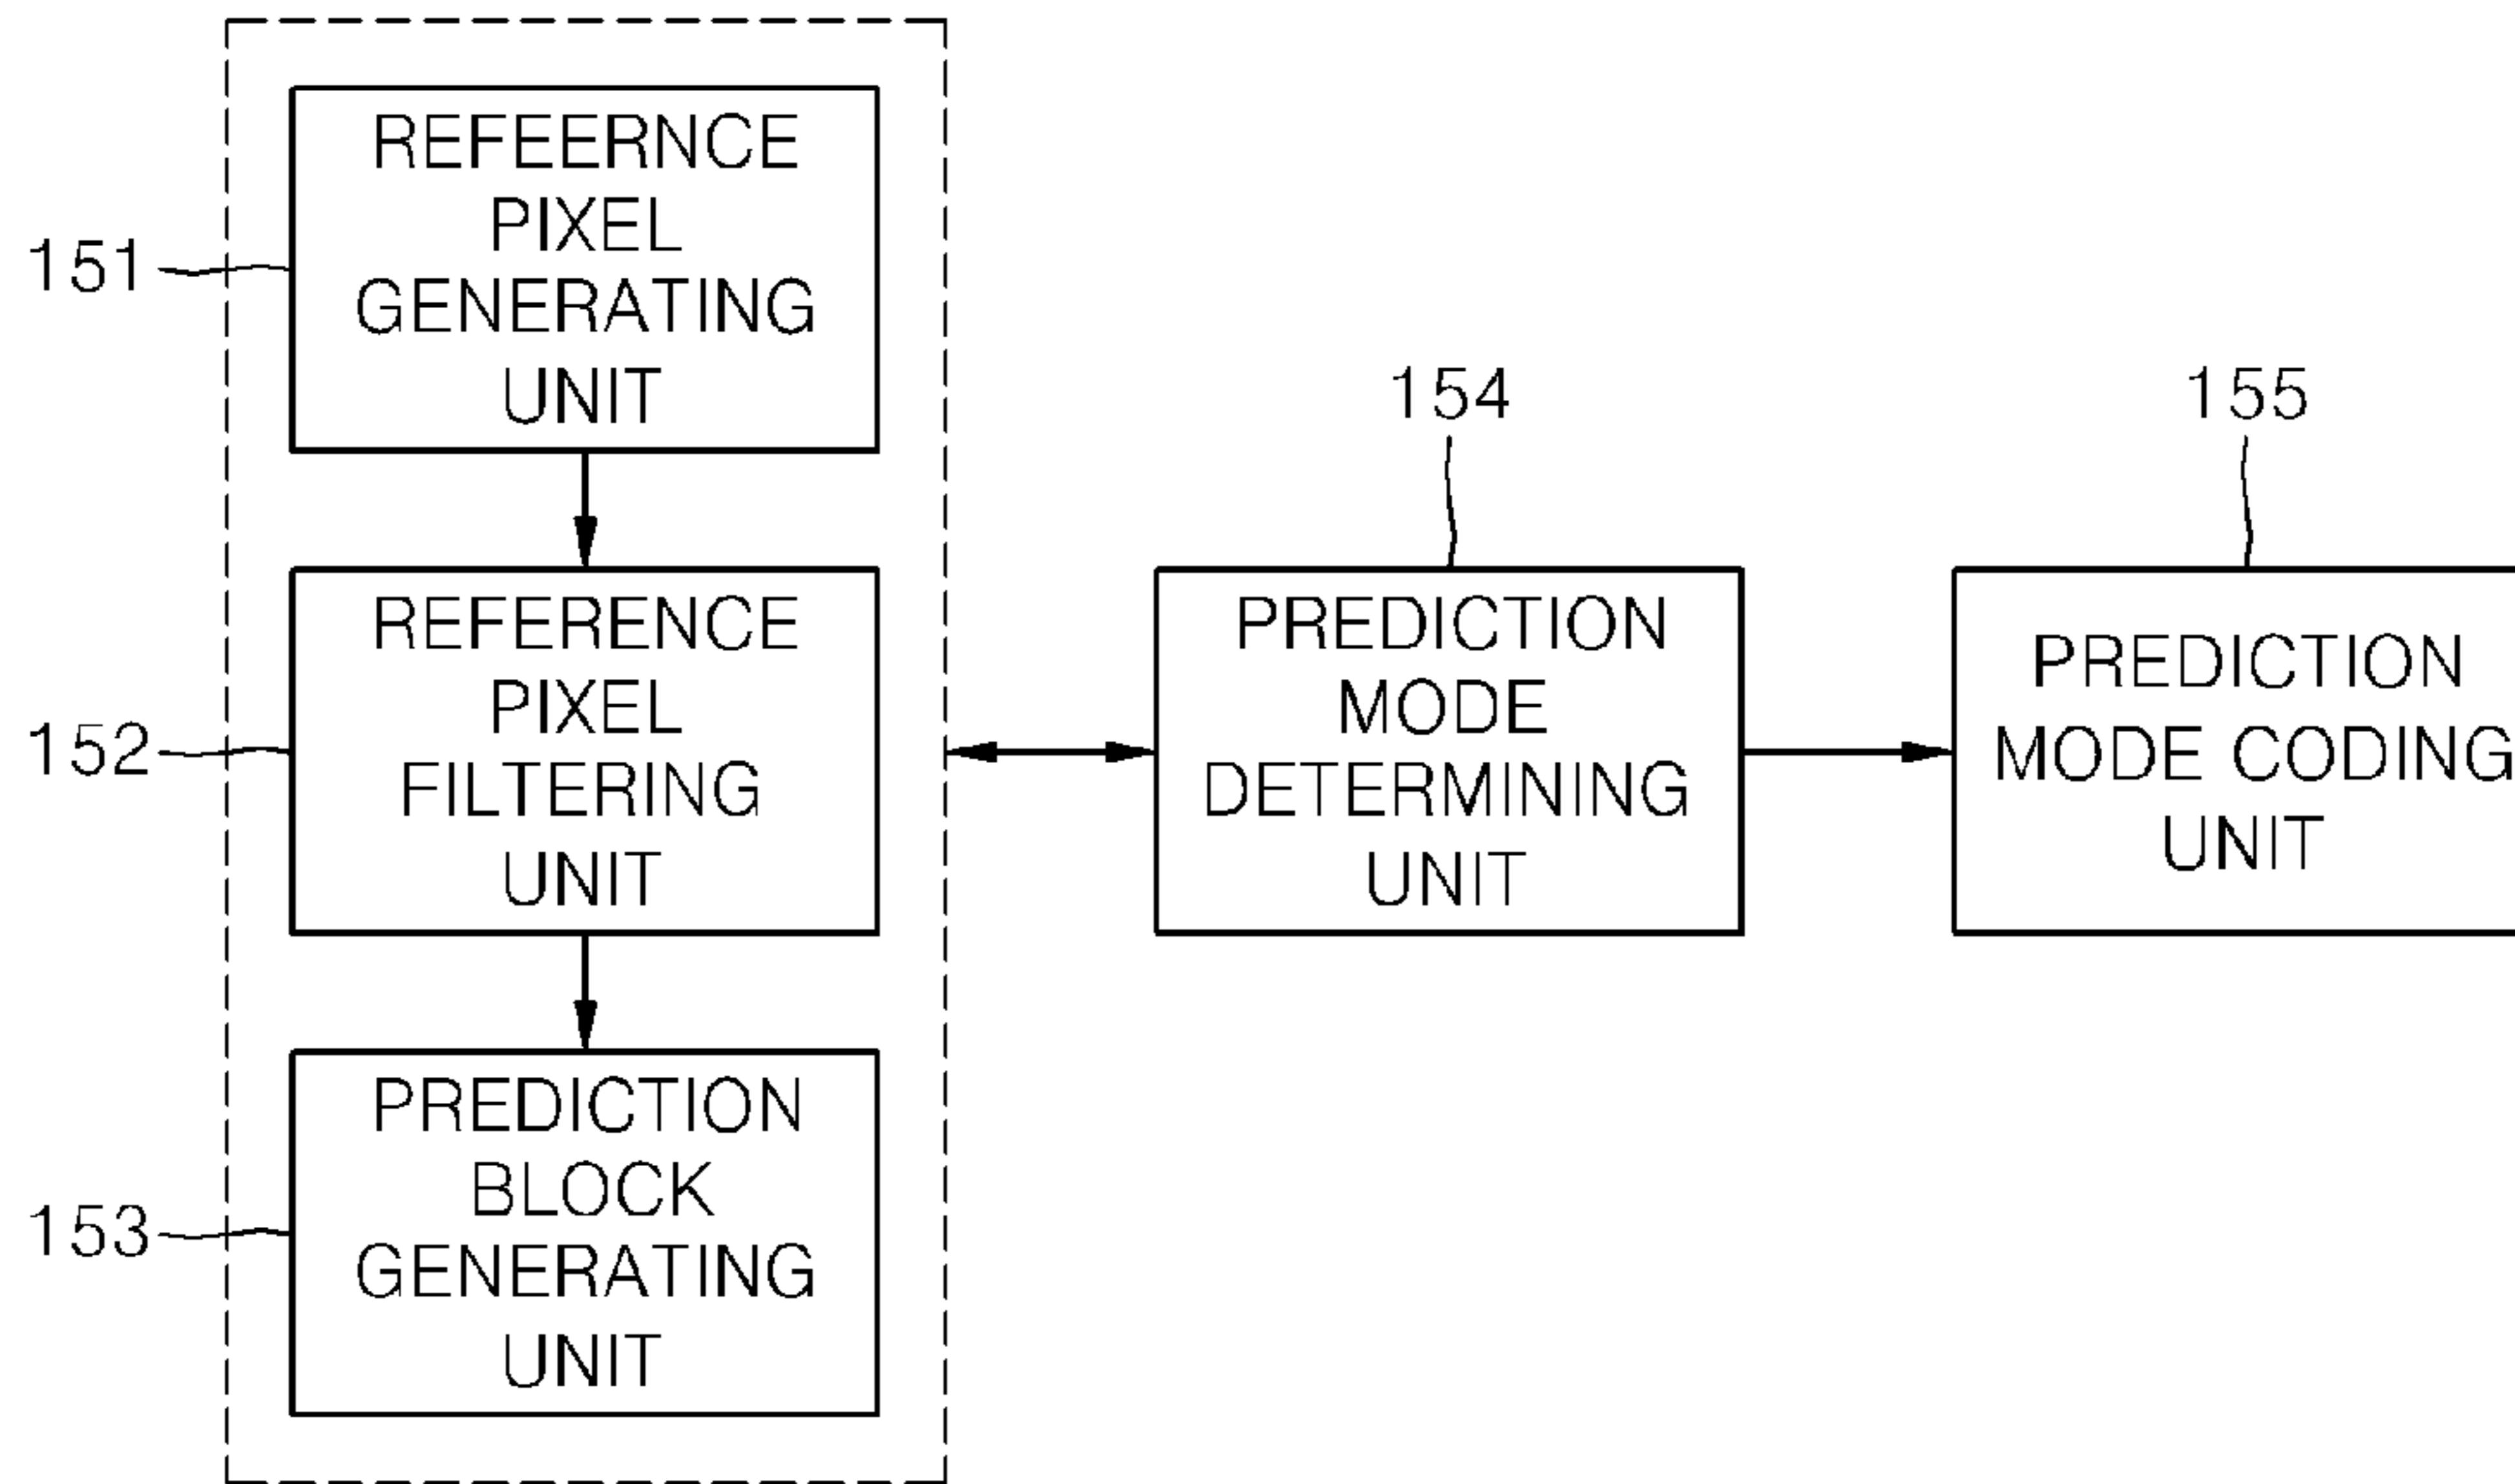 REFEERNCE
PIXEL
GENERATING
UNIT
151
REFERENCE
PIXEL
FILTERING
UNIT
152
PREDICTION
BLOCK
GENERATING
UNIT
153
154
PREDICTION
MODE
DETERMINING
UNIT
155
PREDICTION
MODE CODING
UNIT